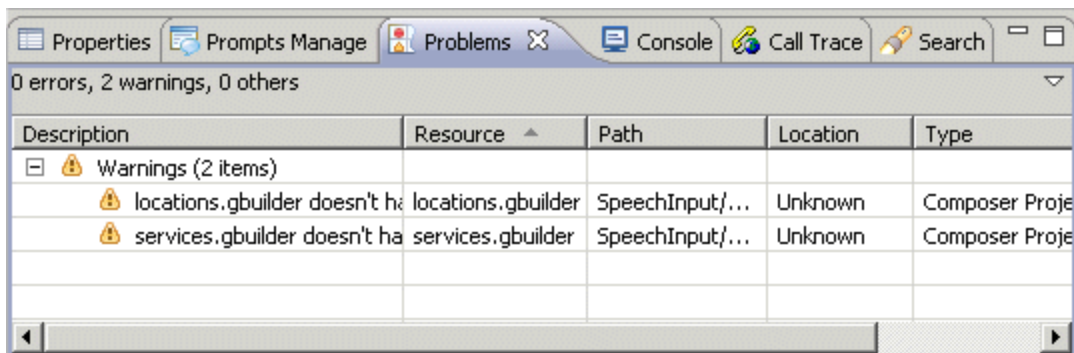 Properties Prompts Manage Problems Console Call Trace Search
0 errors, 2 warnings, 0 others
Description Resource Path Location Type
Warnings (2 items)
locations.gbuilder doesn't ha locations.gbuilder SpeechInput/... Unknown Composer Proje
services.gbuilder doesn't ha services.gbuilder SpeechInput/... Unknown Composer Proje